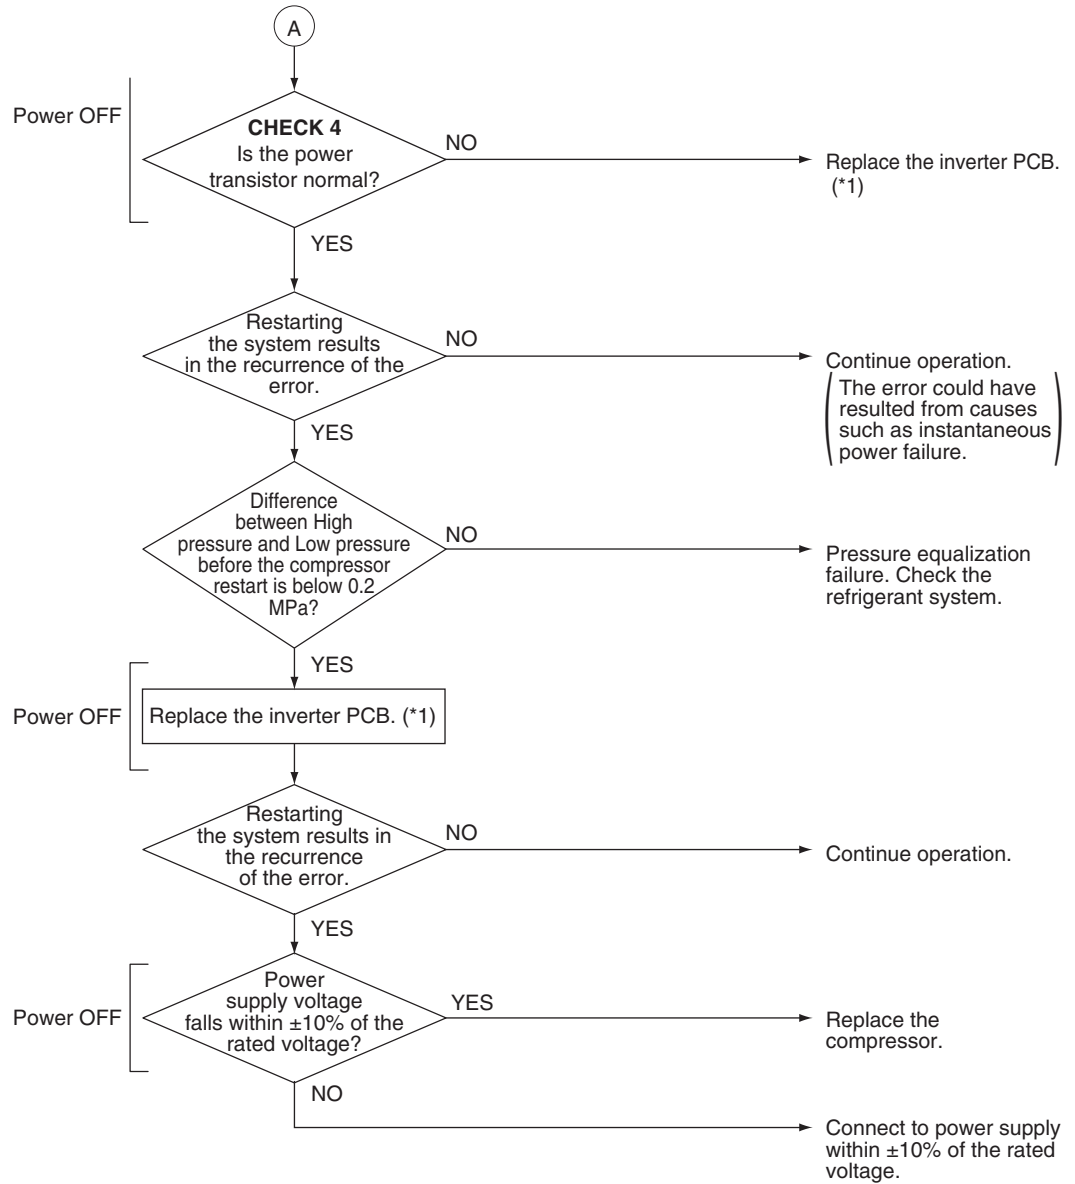 A
Power OFF
CHECK 4
Is the power
transistor normal?
NO
Replace the inverter PCB.
(*1)
YES
Restarting
the system results
in the recurrence of the
error.
NO
Continue operation.
The error could have
resulted from causes
such as instantaneous
power failure.
YES
Difference
between High
pressure and Low pressure
before the compressor
restart is below 0.2
MPa?
NO
Pressure equalization
failure. Check the
refrigerant system.
YES
Power OFF
Replace the inverter PCB. (*1)
Restarting
the system results in
the recurrence
of the error.
NO
Continue operation.
YES
Power OFF
Power
supply voltage
falls within ±10% of the
rated voltage?
YES
Replace the
compressor.
NO
Connect to power supply
within ±10% of the rated
voltage.